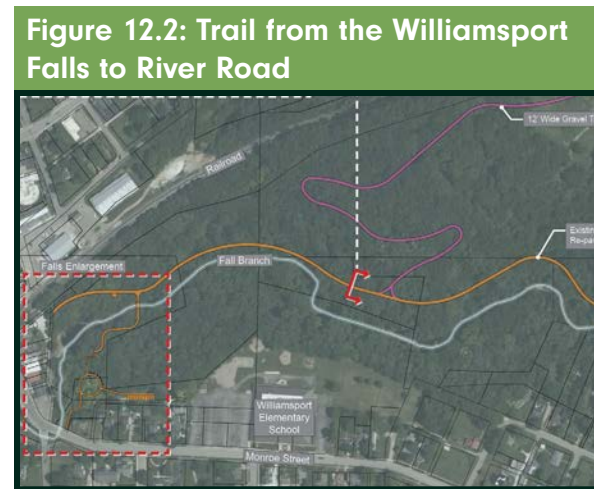 Figure 12.2: Trail from the Williamsport
Falls to River Road
12' Wide Gravel T
Railroad
Existin
Re-pa
Falls Enlargement
Fall Branch
Williamsport
Elementary
School
Monroe Street